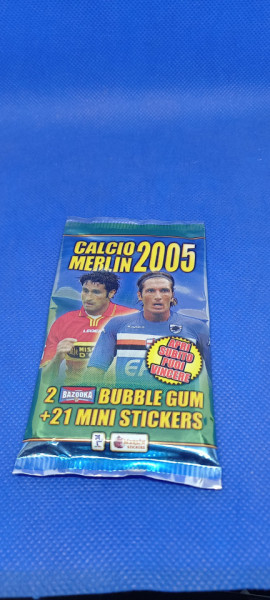 CALCIO
MERLIN 2005
APRI
SUBITO
PUOI
VINCERE
2 BAZOOKA BUBBLE GUM
+21 MINI STICKERS